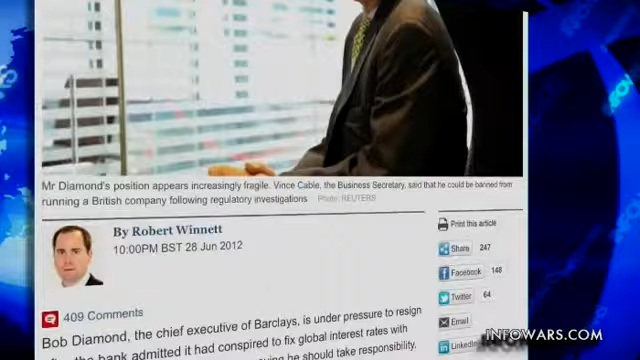 Mr Diamond's position appears increasingly fragile. Vince Cable, the Business Secretary, said that he could be banned from
running a British company following regulatory investigations Photo: REUTERS
By Robert Winnett
10:00PM BST 28 Jun 2012
409 Comments
Bob Diamond, the chief executive of Barclays, is under pressure to resign
the bank admitted it had conspired to fix global interest rates with
he should take responsibility.
Print this article
Share 247
Facebook 148
Twitter 64
Email
LinkedIn
INFOWARS.COM